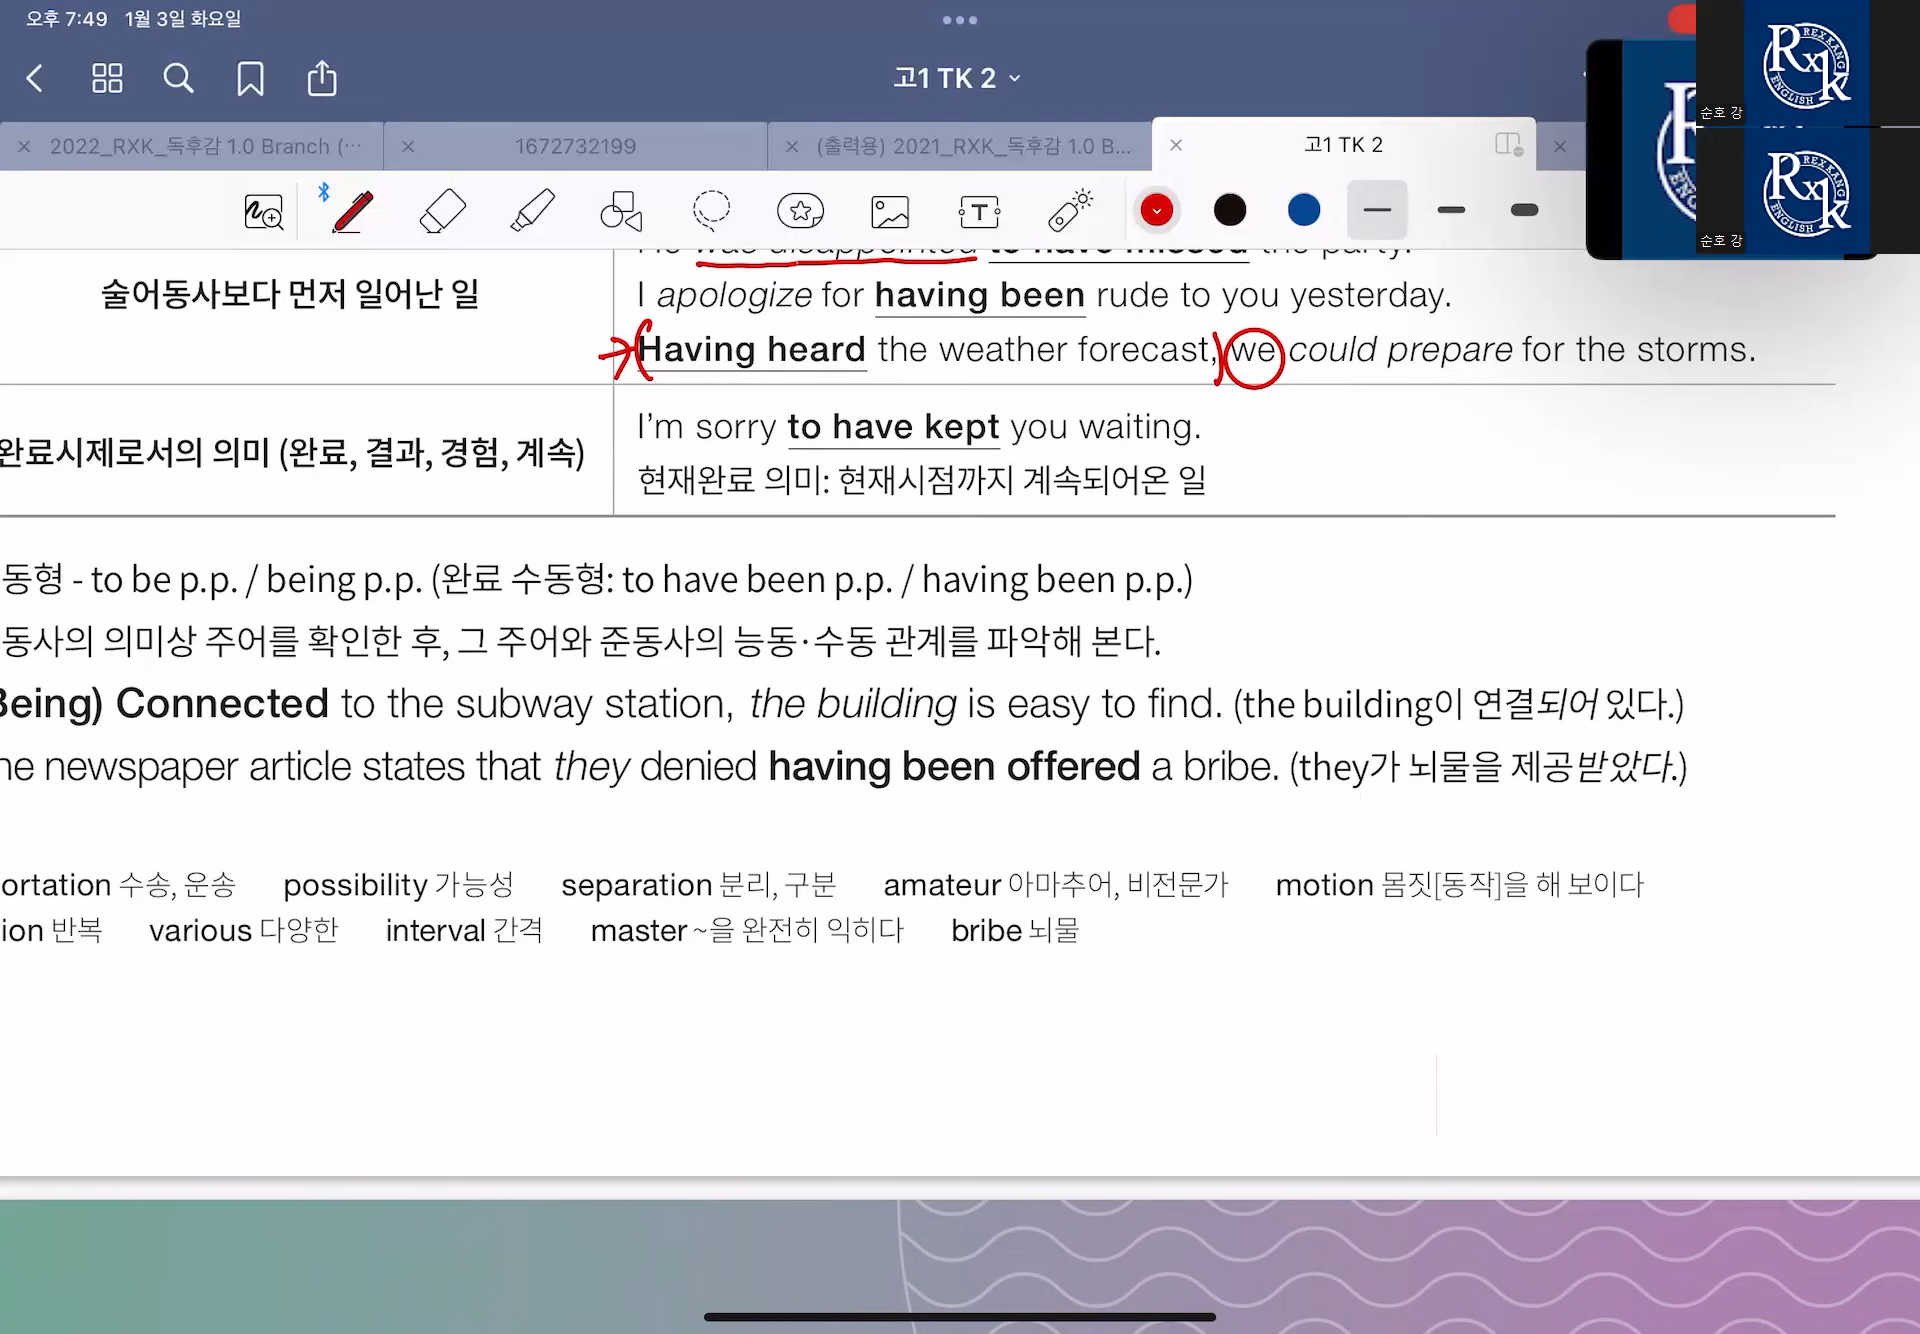 오후 7:49 1월 3일 화요일
고1 TK 2
2022_RXK_독후감 1.0 Branch (…
1672732199
(출력용) 2021_RXK_독후감 1.0 B...
고1 TK 2
순호 강
순호 강
REX KANG
RxK
ENGLISH
was disappointed to have missed the party.
술어동사보다 먼저 일어난 일
I apologize for having been rude to you yesterday.
Having heard the weather forecast, we could prepare for the storms.
완료시제로서의 의미 (완료, 결과, 경험, 계속)
I'm sorry to have kept you waiting.
현재완료 의미: 현재시점까지 계속되어온 일
동형 - to be p.p. / being p.p. (완료 수동형: to have been p.p. / having been p.p.)
동사의 의미상 주어를 확인한 후, 그 주어와 준동사의 능동·수동 관계를 파악해 본다.
Being) Connected to the subway station, the building is easy to find. (the building이 연결되어 있다.)
he newspaper article states that they denied having been offered a bribe. (they가 뇌물을 제공받았다.)
ortation 수송, 운송 possibility 가능성 separation 분리, 구분 amateur 아마추어, 비전문가 motion 몸짓[동작]을 해 보이다
ion 반복 various 다양한 interval 간격 master ~을 완전히 익히다 bribe 뇌물